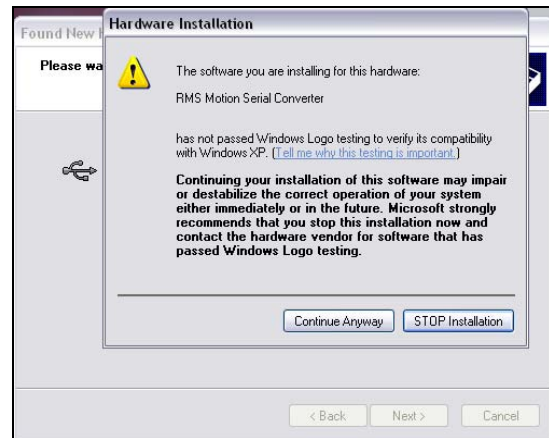 Found New H
Hardware Installation
Please wa
The software you are installing for this hardware:
RMS Motion Serial Converter
has not passed Windows Logo testing to verify its compatibility
with Windows XP. (Tell me why this testing is important.)
Continuing your installation of this software may impair
or destabilize the correct operation of your system
either immediately or in the future. Microsoft strongly
recommends that you stop this installation now and
contact the hardware vendor for software that has
passed Windows Logo testing.
Continue Anyway STOP Installation
< Back Next > Cancel